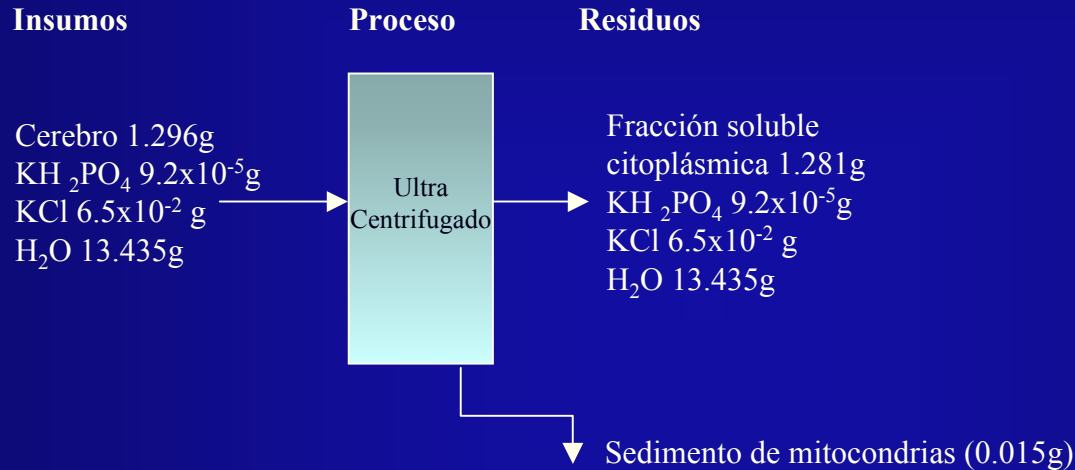 Insumos
Proceso
Residuos
Cerebro 1.296g
KH ₂PO₄ 9.2x10⁻⁵g
KCl 6.5x10⁻² g
H₂O 13.435g
Ultra
Centrifugado
Fracción soluble
citoplásmica 1.281g
KH ₂PO₄ 9.2x10⁻⁵g
KCl 6.5x10⁻² g
H₂O 13.435g
Sedimento de mitocondrias (0.015g)